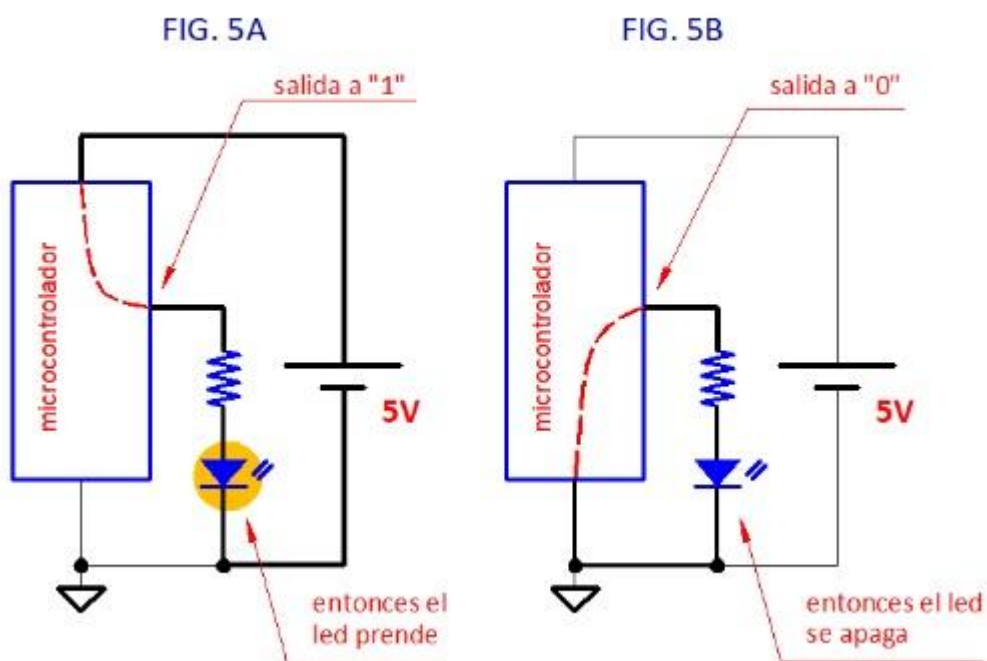 FIG. 5A
salida a "1"
microcontrolador
5V
entonces el
led prende
FIG. 5B
salida a "0"
microcontrolador
5V
entonces el led
se apaga